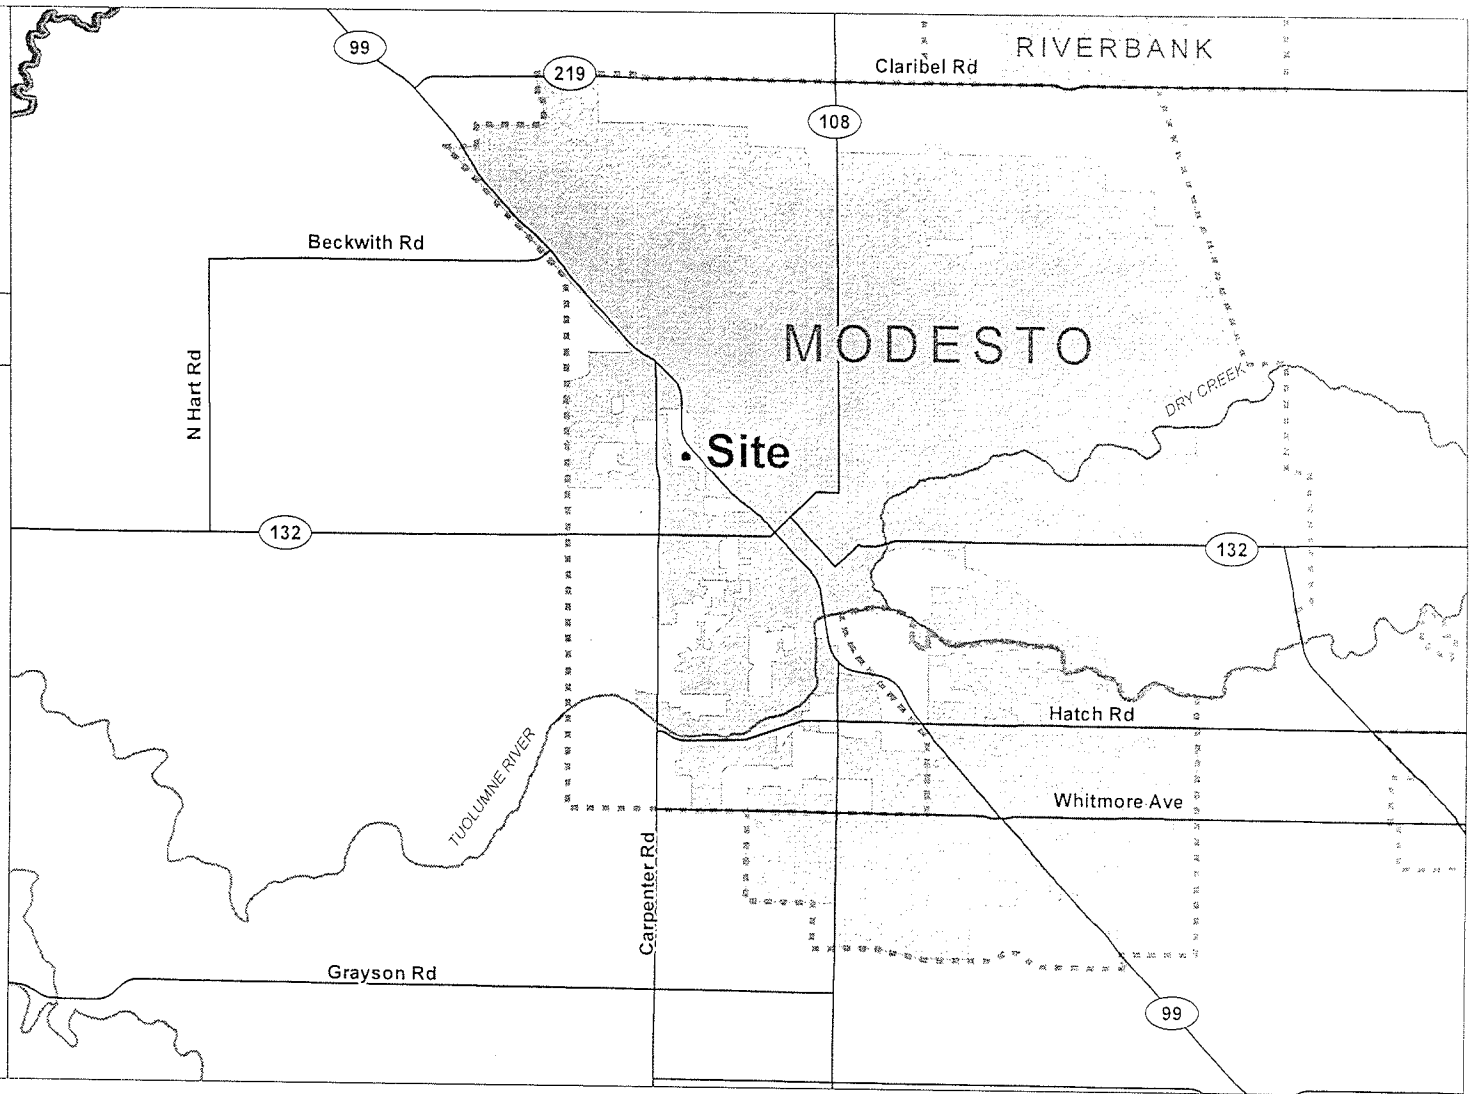 RIVERBANK
99
219
Claribel Rd
108
Beckwith Rd
MODESTO
N Hart Rd
DRY CREEK
Site
132
132
Hatch Rd
TUOLUMNE RIVER
Whitmore Ave
Carpenter Rd
Grayson Rd
99